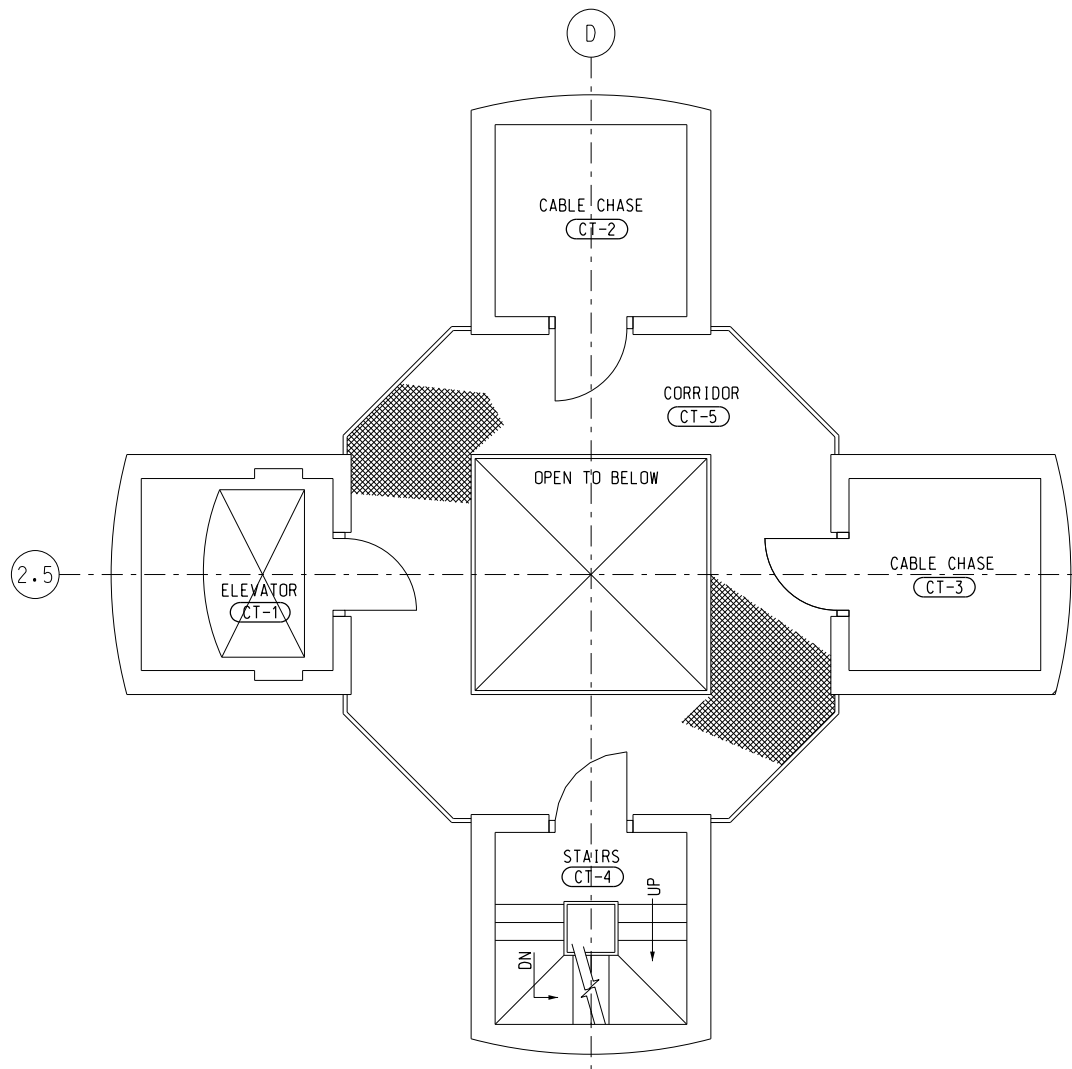 D
CABLE CHASE
CT-2
CORRIDOR
CT-5
OPEN TO BELOW
2.5
ELEVATOR
CT-1
CABLE CHASE
CT-3
STAIRS
CT-4
UP
DN